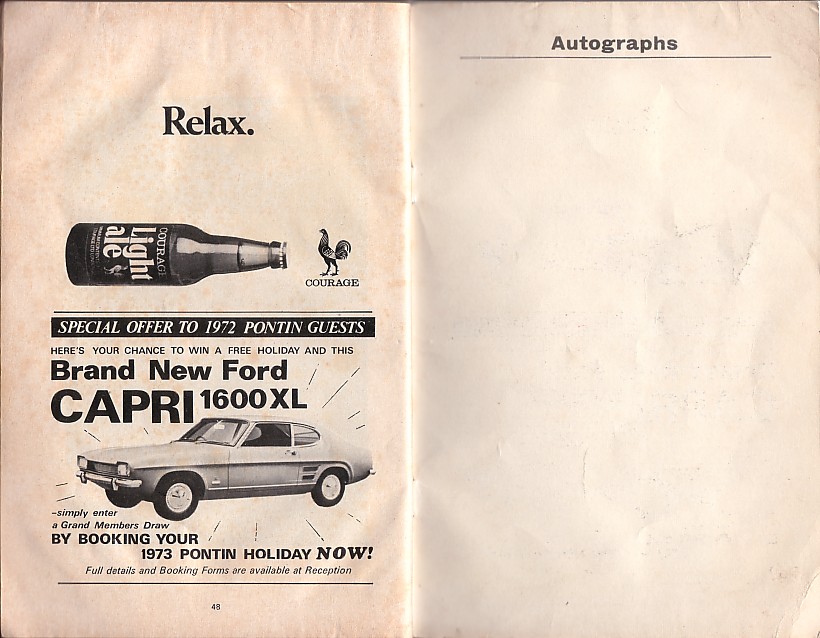 Relax.
COURAGE
Light
ale
COURAGE
SPECIAL OFFER TO 1972 PONTIN GUESTS
HERE'S YOUR CHANCE TO WIN A FREE HOLIDAY AND THIS
Brand New Ford
CAPRI 1600XL
-simply enter
a Grand Members Draw
BY BOOKING YOUR
1973 PONTIN HOLIDAY NOW!
Full details and Booking Forms are available at Reception
48
Autographs